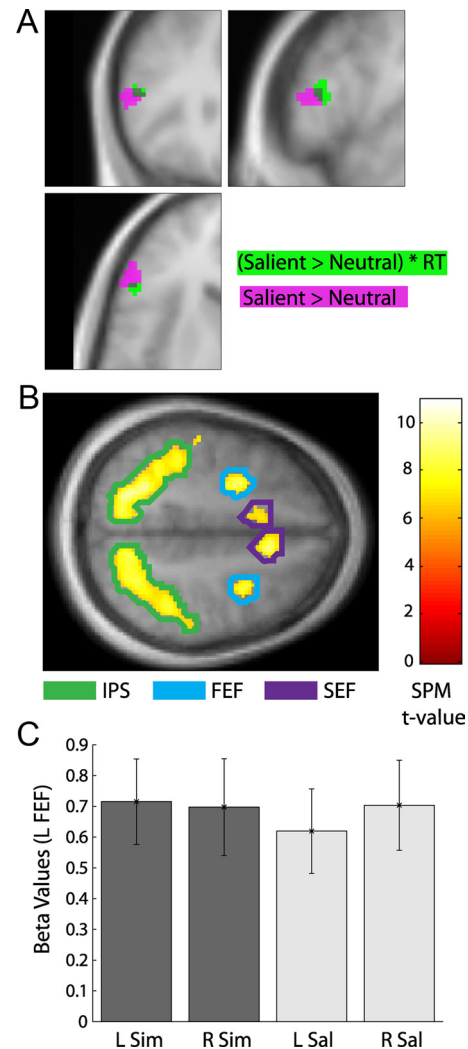 A
(Salient > Neutral) * RT
Salient > Neutral
B
10
8
6
4
2
0
IPS
FEF
SEF
SPM
t-value
C
Beta Values (L FEF)
0.9
0.8
0.7
0.6
0.5
0.4
0.3
0.2
0.1
0
L Sim
R Sim
L Sal
R Sal